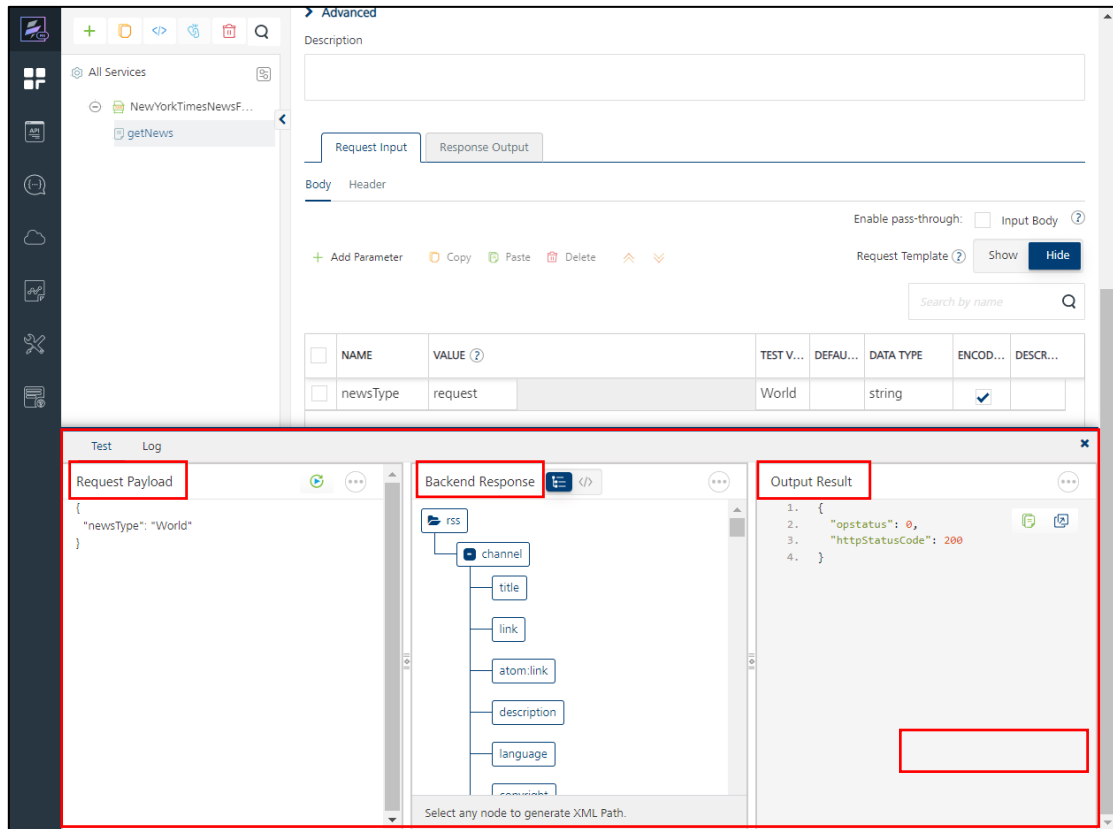 Advanced
Description
All Services
NewYorkTimesNewsF...
getNews
Request Input
Response Output
Body
Header
Enable pass-through:
Input Body ?
+ Add Parameter
Copy
Paste
Delete
Request Template ?
Show
Hide
Search by name
NAME
VALUE ?
TEST V...
DEFAU...
DATA TYPE
ENCOD...
DESCR...
newsType
request
World
string
Test
Log
Request Payload
{
"newsType": "World"
}
Backend Response
</>
rss
channel
title
link
atom:link
description
language
copyright
Select any node to generate XML Path.
Output Result
1. {
2. "opstatus": 0,
3. "httpStatusCode": 200
4. }